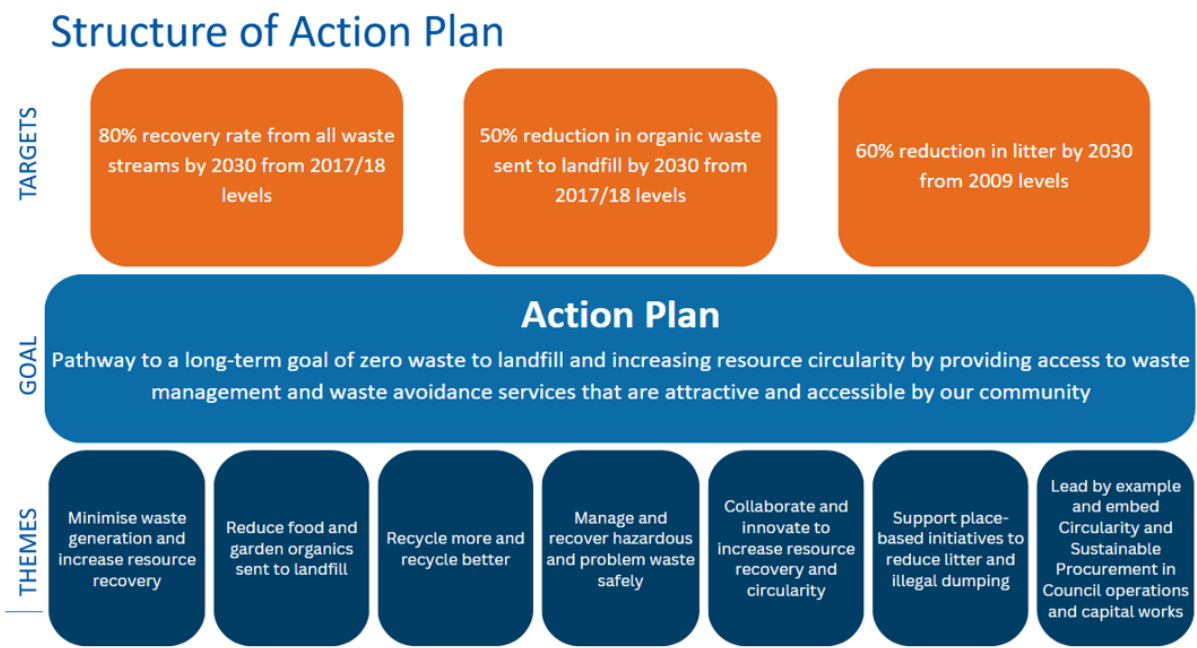 Structure of Action Plan
TARGETS
80% recovery rate from all waste
streams by 2030 from 2017/18
levels
50% reduction in organic waste
sent to landfill by 2030 from
2017/18 levels
60% reduction in litter by 2030
from 2009 levels
GOAL
Action Plan
Pathway to a long-term goal of zero waste to landfill and increasing resource circularity by providing access to waste
management and waste avoidance services that are attractive and accessible by our community
THEMES
Minimise waste
generation and
increase resource
recovery
Reduce food and
garden organics
sent to landfill
Recycle more and
recycle better
Manage and
recover hazardous
and problem waste
safely
Collaborate and
innovate to
increase resource
recovery and
circularity
Support place-
based initiatives to
reduce litter and
illegal dumping
Lead by example
and embed
Circularity and
Sustainable
Procurement in
Council operations
and capital works